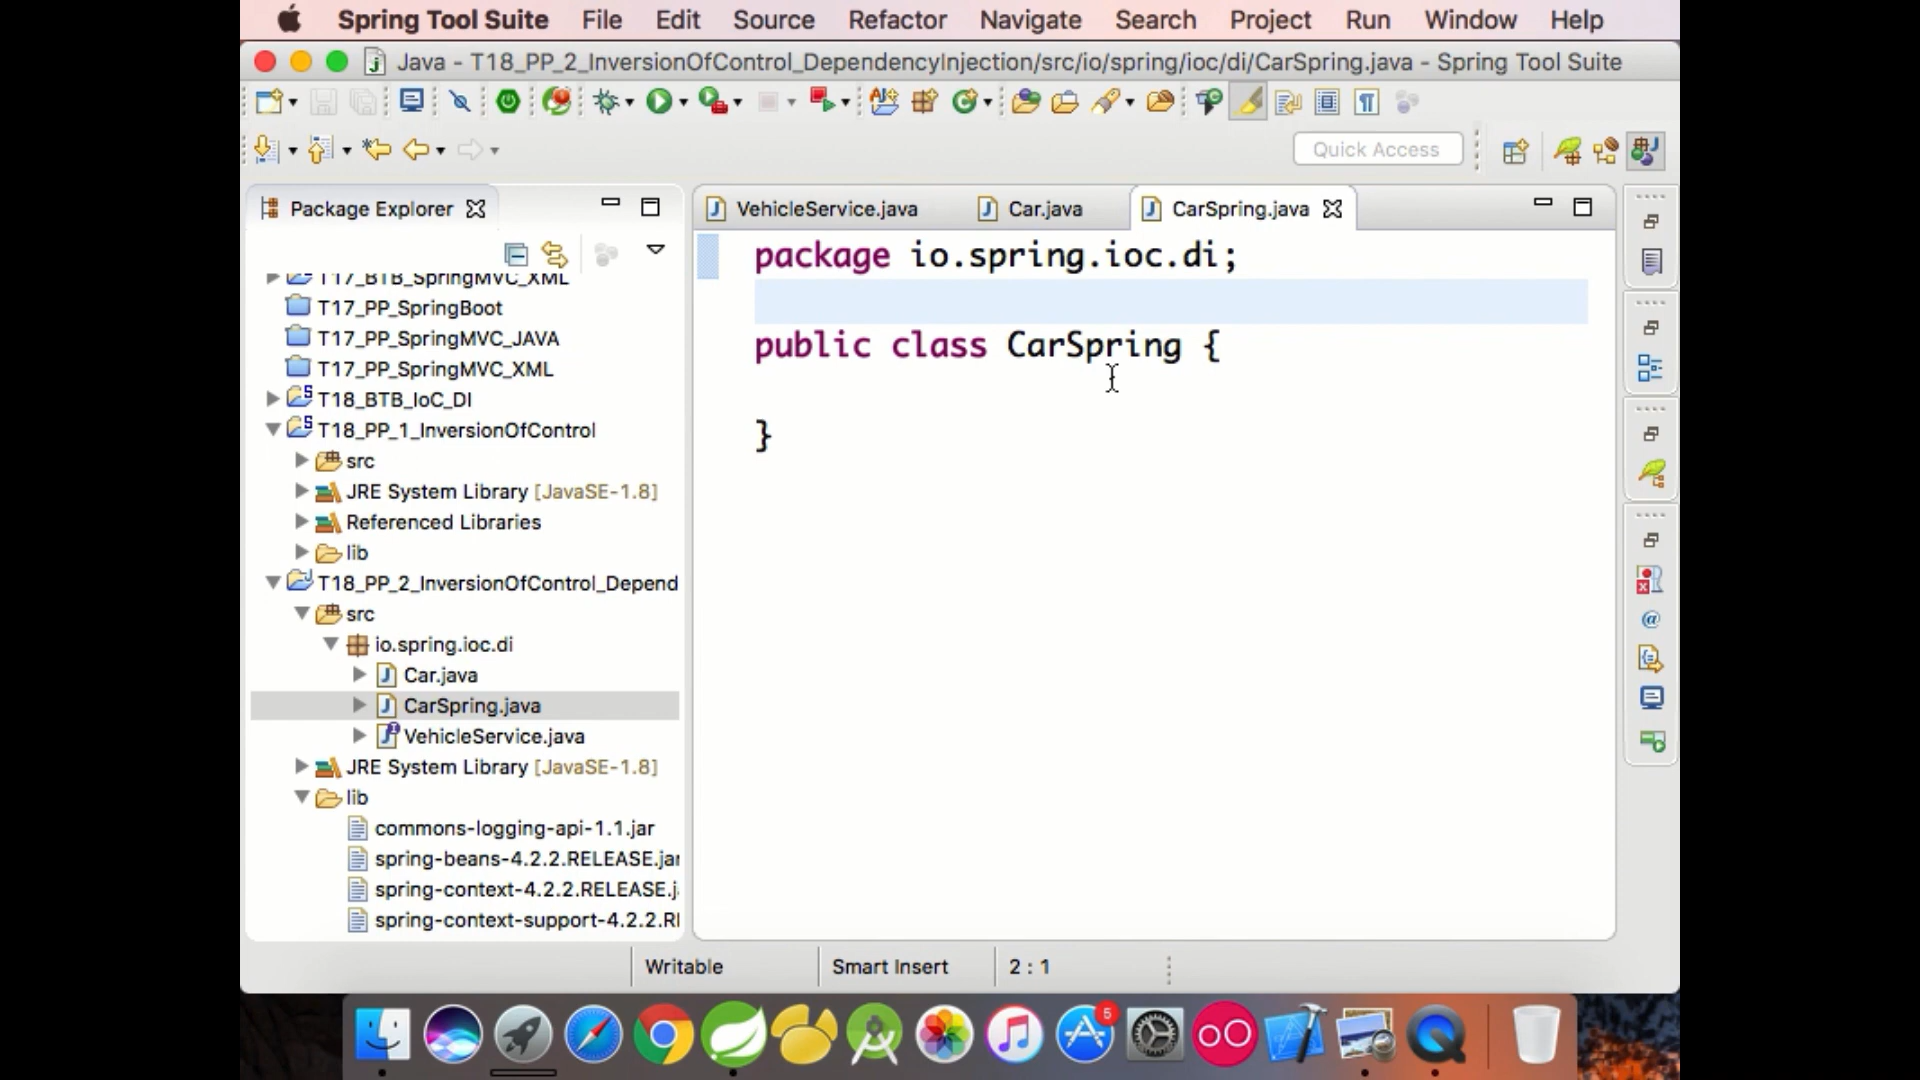 Spring Tool Suite File Edit Source Refactor Navigate Search Project Run Window Help
Java - T18_PP_2_InversionOfControl_DependencyInjection/src/io/spring/ioc/di/CarSpring.java - Spring Tool Suite
Quick Access
Package Explorer
VehicleService.java Car.java CarSpring.java
T17_BTB_SpringMVC_XML
T17_PP_SpringBoot
T17_PP_SpringMVC_JAVA
T17_PP_SpringMVC_XML
T18_BTB_IoC_DI
T18_PP_1_InversionOfControl
src
JRE System Library [JavaSE-1.8]
Referenced Libraries
lib
T18_PP_2_InversionOfControl_Depend
src
io.spring.ioc.di
Car.java
CarSpring.java
VehicleService.java
JRE System Library [JavaSE-1.8]
lib
commons-logging-api-1.1.jar
spring-beans-4.2.2.RELEASE.jar
spring-context-4.2.2.RELEASE.j
spring-context-support-4.2.2.RI
package io.spring.ioc.di;
public class CarSpring {
}
Writable Smart Insert 2 : 1
5